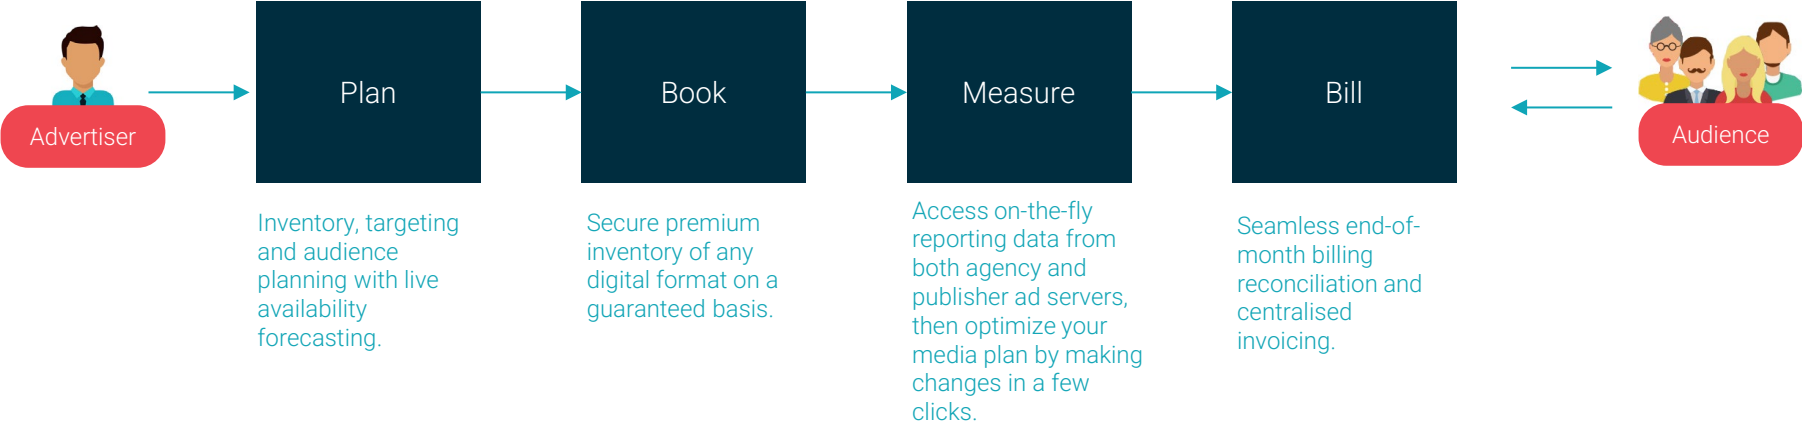 Advertiser
Plan
Book
Measure
Bill
Audience
Inventory, targeting
and audience
planning with live
availability
forecasting.
Secure premium
inventory of any
digital format on a
guaranteed basis.
Access on-the-fly
reporting data from
both agency and
publisher ad servers,
then optimize your
media plan by making
changes in a few
clicks.
Seamless end-of-
month billing
reconciliation and
centralised
invoicing.